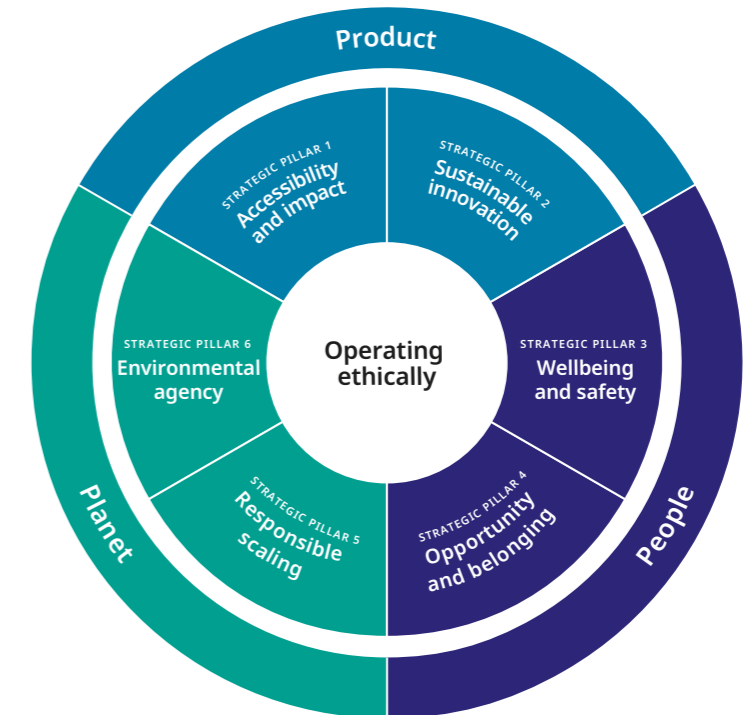 Product
STRATEGIC PILLAR 1
Accessibility
and impact
STRATEGIC PILLAR 2
Sustainable
innovation
STRATEGIC PILLAR 6
Environmental
agency
Operating
ethically
STRATEGIC PILLAR 3
Wellbeing
and safety
STRATEGIC PILLAR 5
Responsible
scaling
STRATEGIC PILLAR 4
Opportunity
and belonging
Planet
People